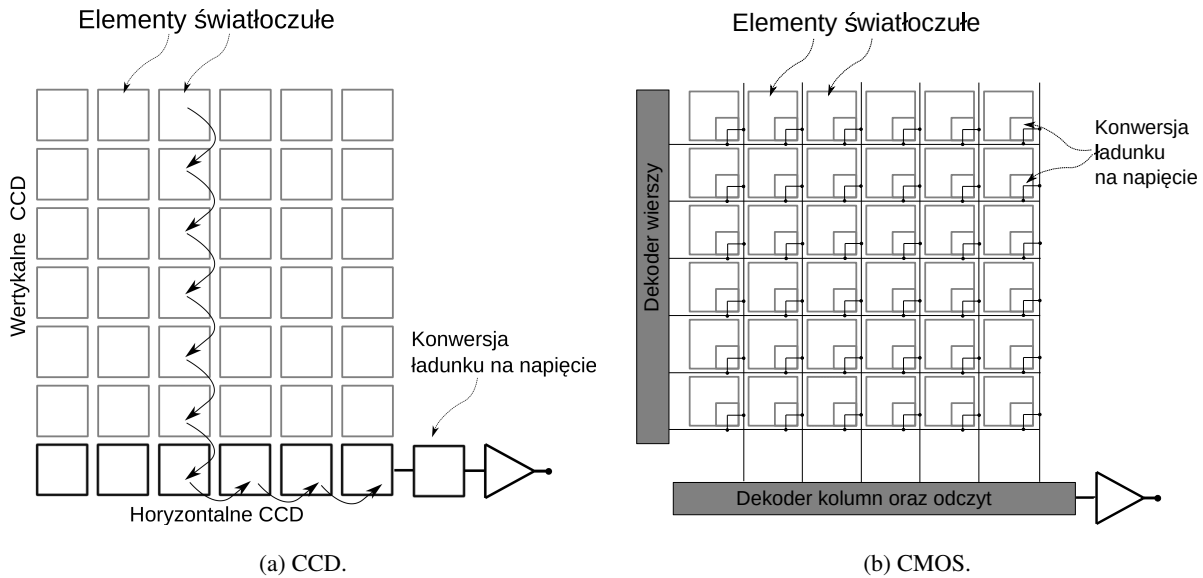 Elementy światłoczułe
Wertykalne CCD
Konwersja
ładunku na napięcie
Horyzontalne CCD
(a) CCD.
Elementy światłoczułe
Dekoder wierszy
Konwersja
ładunku
na napięcie
Dekoder kolumn oraz odczyt
(b) CMOS.